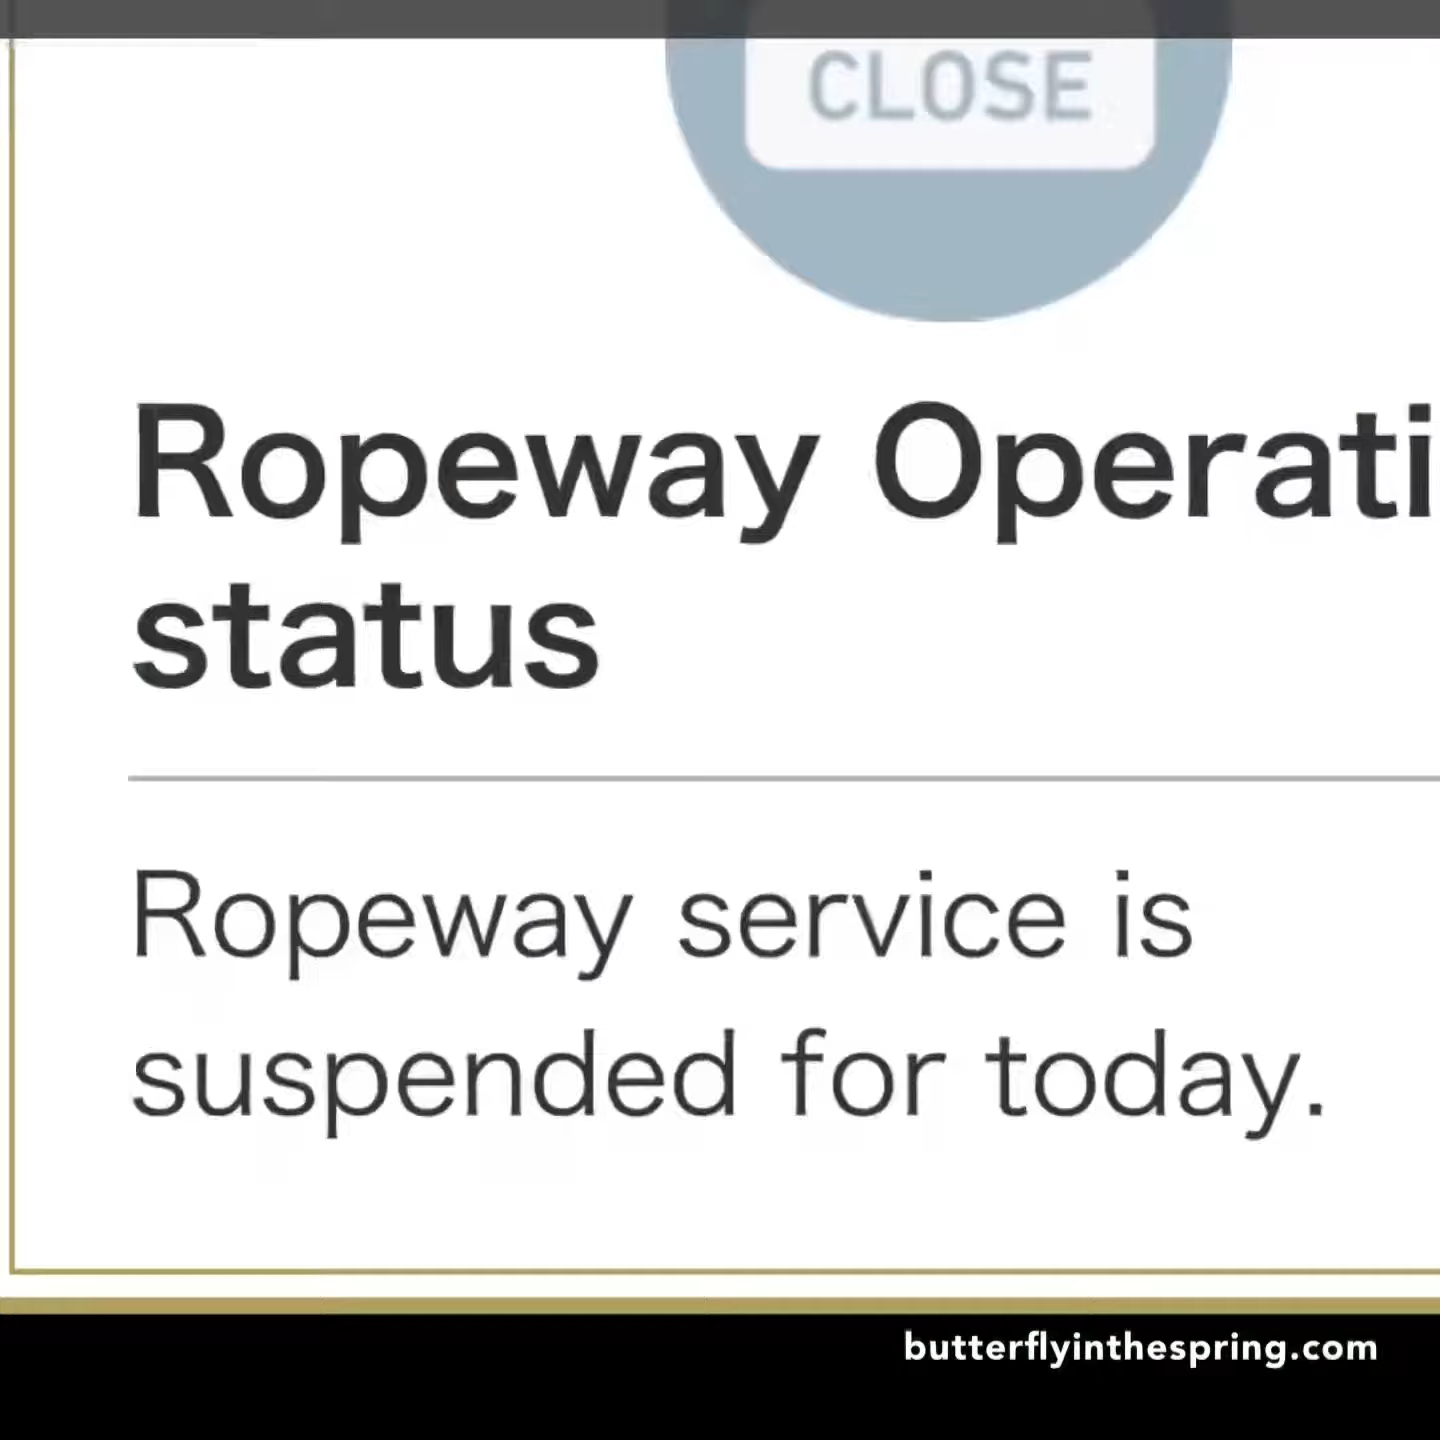 CLOSE
Ropeway Operati
status
Ropeway service is
suspended for today.
butterflyinthespring.com